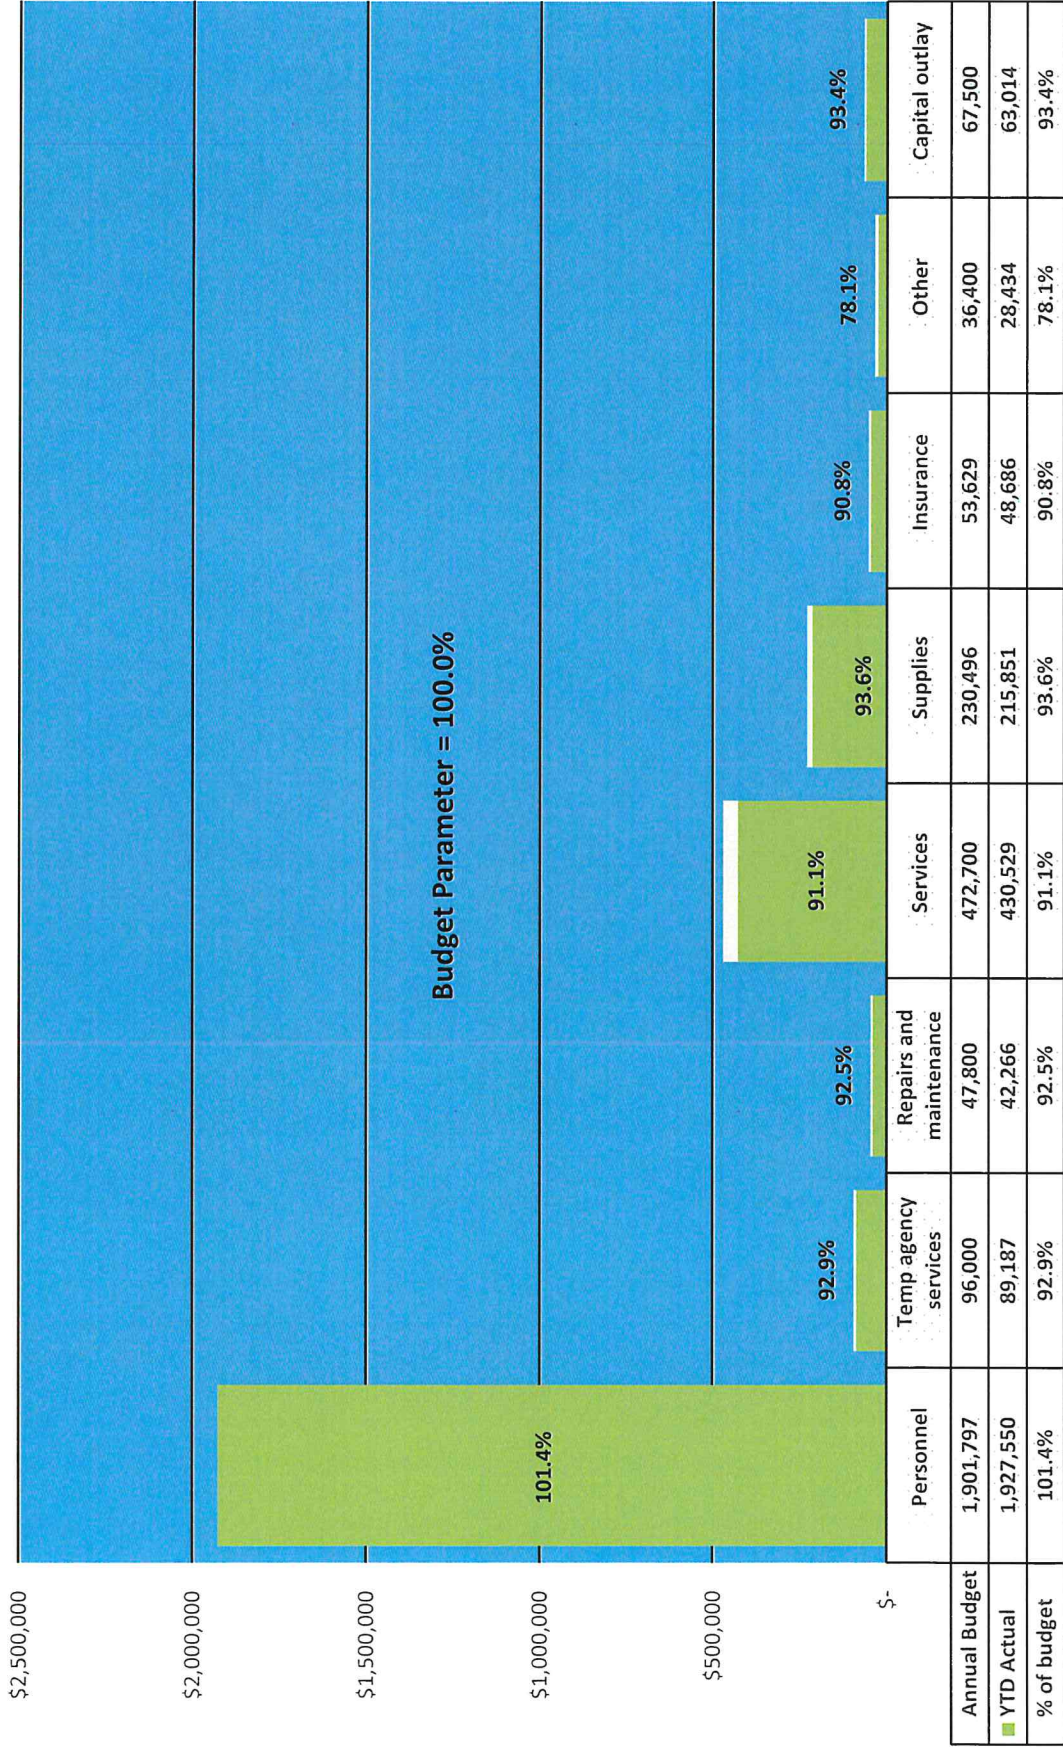 $2,500,000
$2,000,000
$1,500,000
$1,000,000
$500,000
$-
Budget Parameter = 100.0%
101.4%
92.9%
92.5%
91.1%
93.6%
90.8%
78.1%
93.4%
Personnel Temp agency services Repairs and maintenance Services Supplies Insurance Other Capital outlay
Annual Budget 1,901,797 96,000 47,800 472,700 230,496 53,629 36,400 67,500
YTD Actual 1,927,550 89,187 42,266 430,529 215,851 48,686 28,434 63,014
% of budget 101.4% 92.9% 92.5% 91.1% 93.6% 90.8% 78.1% 93.4%